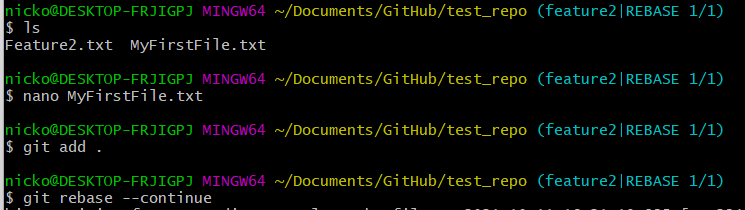 nicko@DESKTOP-FRJIGPJ MINGW64 ~/Documents/GitHub/test_repo (feature2|REBASE 1/1)
$ ls
Feature2.txt  MyFirstFile.txt
nicko@DESKTOP-FRJIGPJ MINGW64 ~/Documents/GitHub/test_repo (feature2|REBASE 1/1)
$ nano MyFirstFile.txt
nicko@DESKTOP-FRJIGPJ MINGW64 ~/Documents/GitHub/test_repo (feature2|REBASE 1/1)
$ git add .
nicko@DESKTOP-FRJIGPJ MINGW64 ~/Documents/GitHub/test_repo (feature2|REBASE 1/1)
$ git rebase --continue